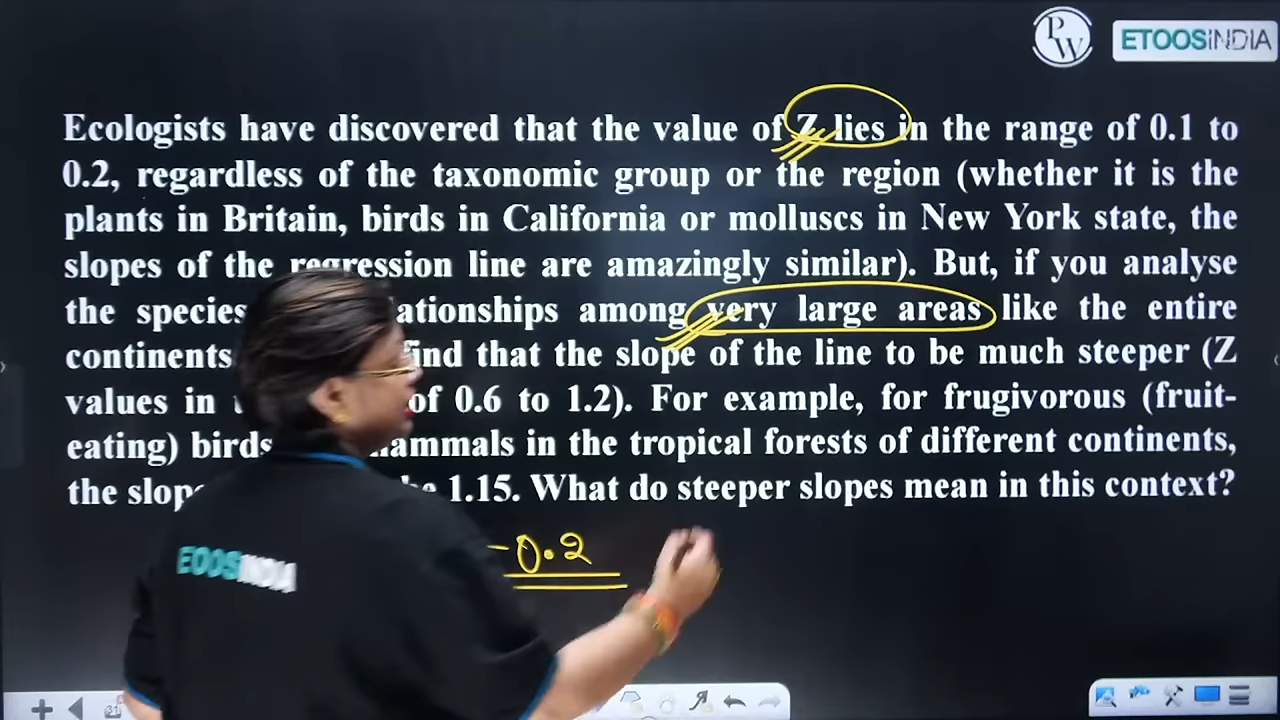 PW
ETOOSINDIA
Ecologists have discovered that the value of Z lies in the range of 0.1 to
0.2, regardless of the taxonomic group or the region (whether it is the
plants in Britain, birds in California or molluscs in New York state, the
slopes of the regression line are amazingly similar). But, if you analyse
the species ationships among very large areas like the entire
continents find that the slope of the line to be much steeper (Z
values in of 0.6 to 1.2). For example, for frugivorous (fruit-
eating) birds mammals in the tropical forests of different continents,
the slop 1.15. What do steeper slopes mean in this context?
-0.2
EOOSINDIA